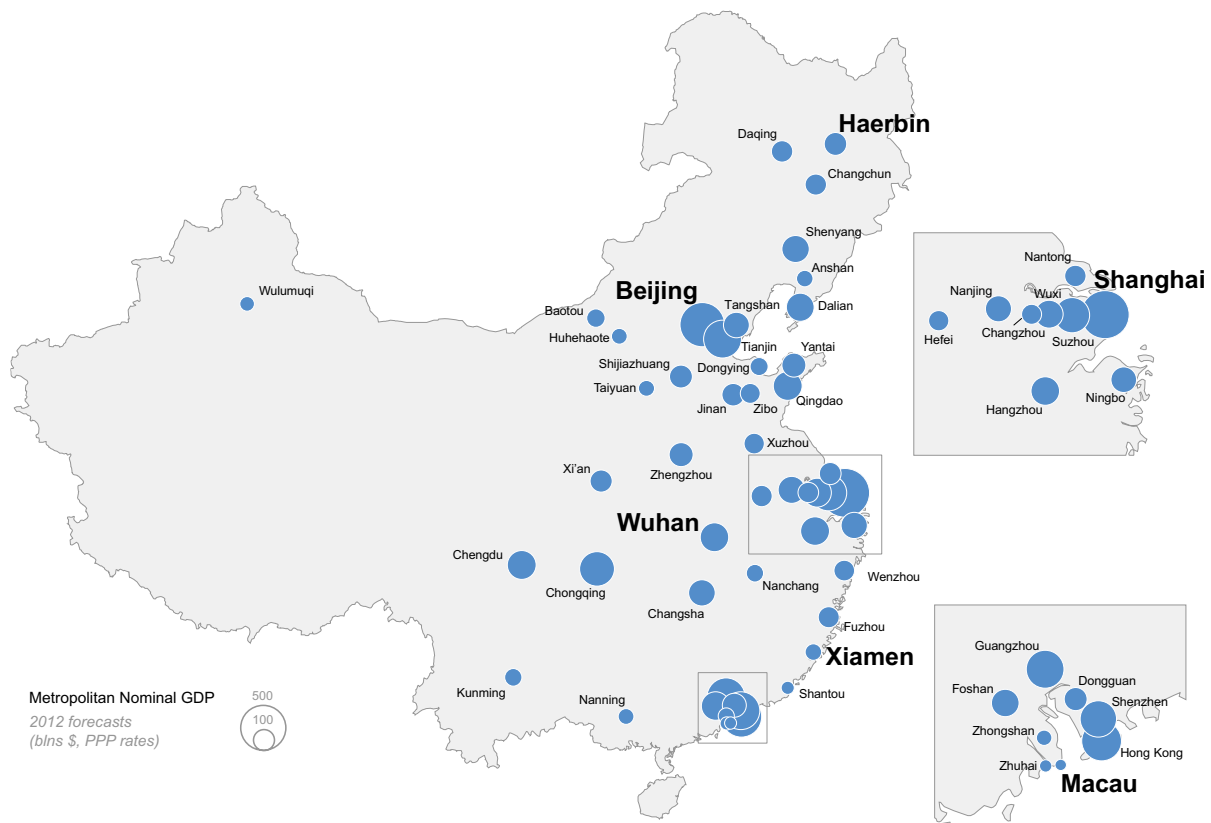 Haerbin
Daqing
Changchun
Shenyang
Anshan
Beijing
Tangshan
Dalian
Wulumuqi
Baotou
Huhehaote
Tianjin
Yantai
Shijiazhuang
Dongying
Taiyuan
Jinan
Zibo
Qingdao
Xuzhou
Zhengzhou
Xi'an
Wuhan
Chengdu
Chongqing
Nanchang
Wenzhou
Changsha
Fuzhou
Xiamen
Kunming
Nanning
Shantou
Nantong
Shanghai
Nanjing
Wuxi
Changzhou
Suzhou
Hefei
Hangzhou
Ningbo
Guangzhou
Foshan
Dongguan
Shenzhen
Zhongshan
Hong Kong
Zhuhai
Macau
Metropolitan Nominal GDP
2012 forecasts
(blns $, PPP rates)
500
100